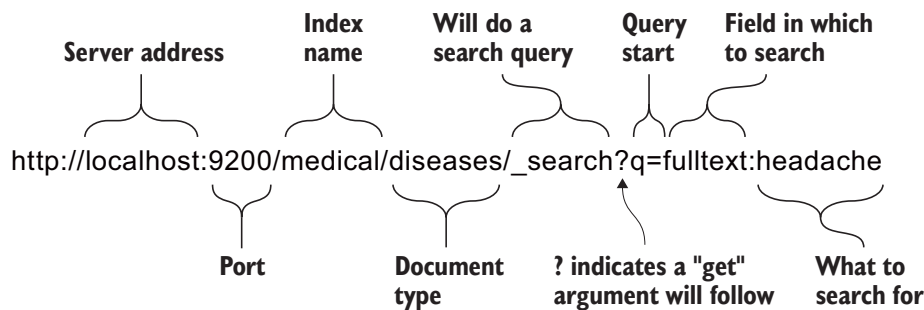 Server address
Index
name
Will do a
search query
Query
start
Field in which
to search
http://localhost:9200/medical/diseases/_search?q=fulltext:headache
Port
Document
type
? indicates a "get"
argument will follow
What to
search for